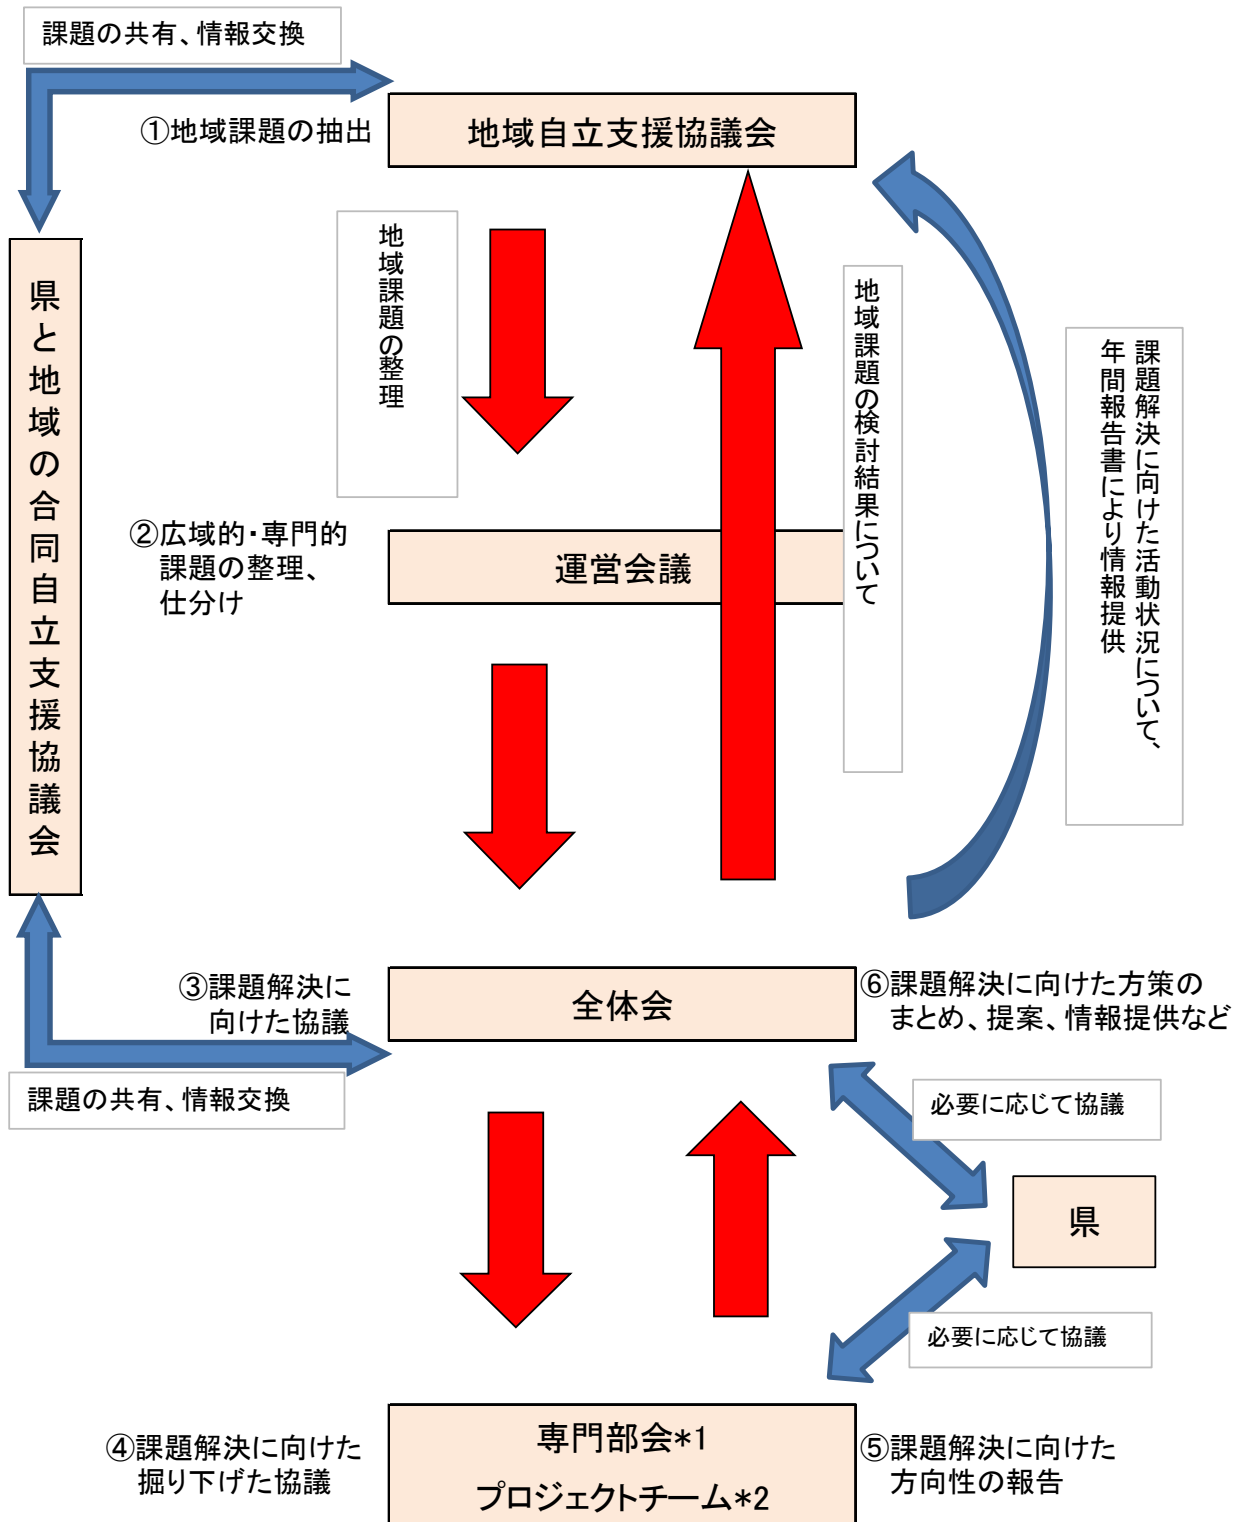 課題の共有、情報交換
①地域課題の抽出
地域自立支援協議会
地域課題の整理
地域課題の検討結果について
課題解決に向けた活動状況について、
年間報告書により情報提供
県と地域の合同自立支援協議会
②広域的・専門的
課題の整理、
仕分け
運営会議
③課題解決に
向けた協議
全体会
⑥課題解決に向けた方策の
まとめ、提案、情報提供など
課題の共有、情報交換
必要に応じて協議
県
必要に応じて協議
④課題解決に向けた
掘り下げた協議
専門部会*1
プロジェクトチーム*2
⑤課題解決に向けた
方向性の報告